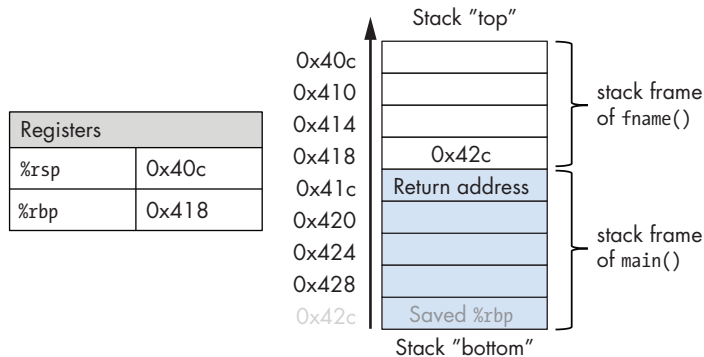 Stack "top"
0x40c
0x410
0x414
0x418 0x42c
0x41c Return address
0x420
0x424
0x428
0x42c Saved %rbp
Stack "bottom"
stack frame
of fname()
stack frame
of main()
Registers
%rsp 0x40c
%rbp 0x418